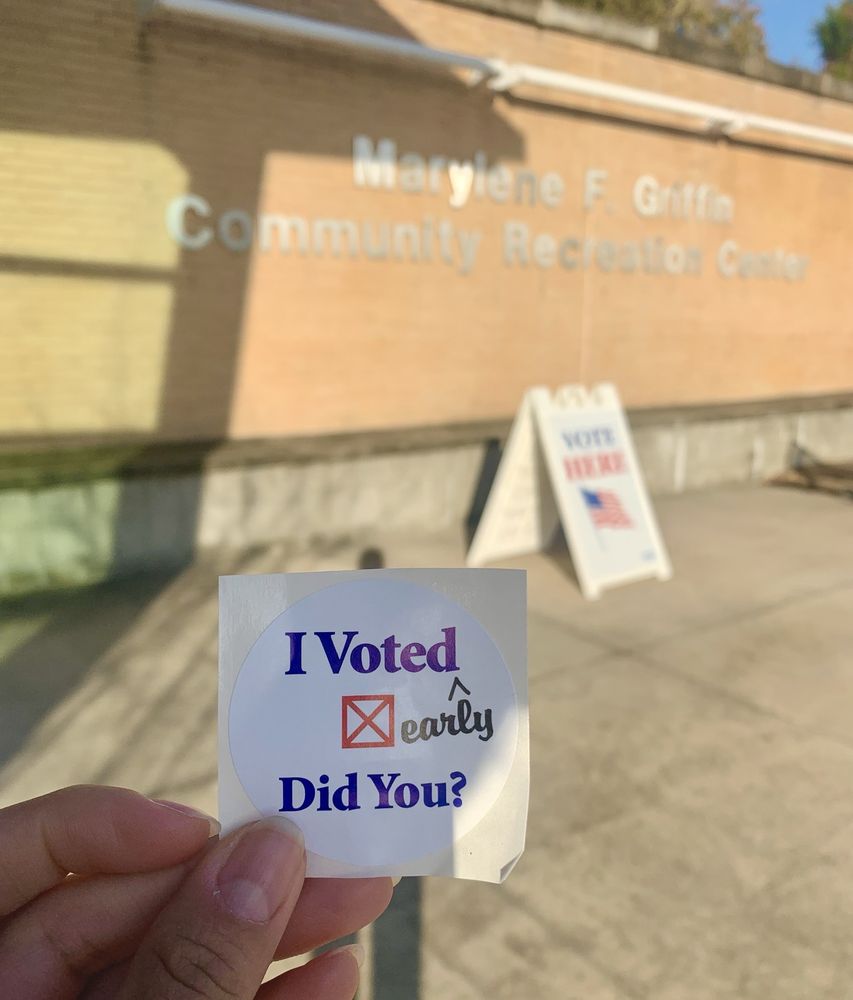 Marylene F. Griffin
Community Recreation Center
VOTE
HERE
I Voted
^
early
Did You?